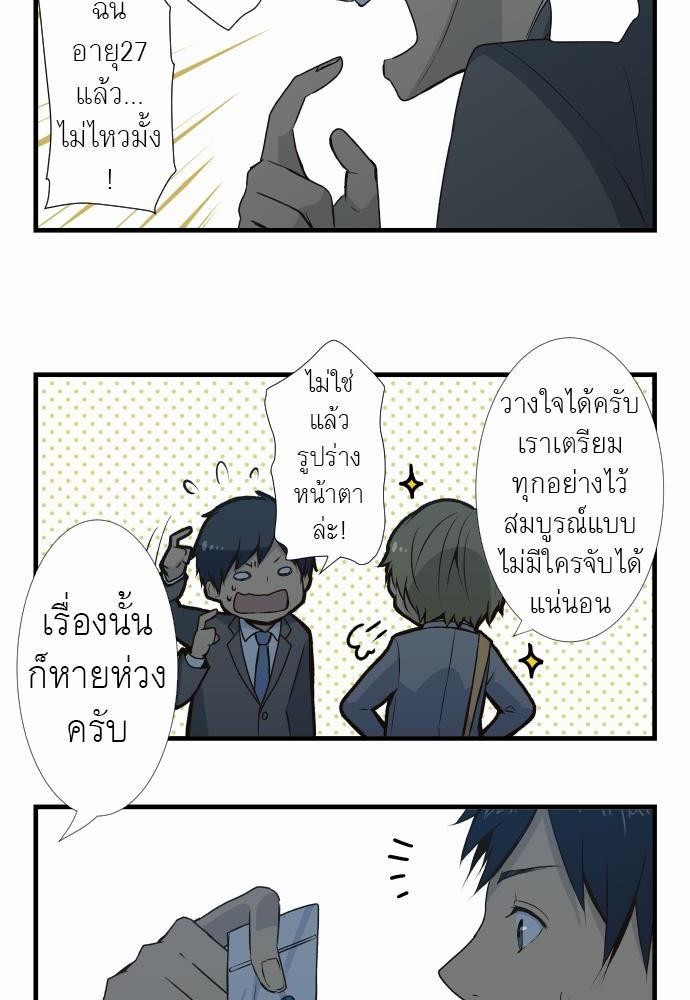 ฉัน
อายุ27
แล้ว...
ไม่ไหวมั้ง
!
วางใจได้ครับ
เราเตรียม
ทุกอย่างไว้
สมบูรณ์แบบ
ไม่มีใครจับได้
แน่นอน
ไม่ใช่
แล้ว
รูปร่าง
หน้าตา
ล่ะ!
เรื่องนั้น
ก็หายห่วง
ครับ